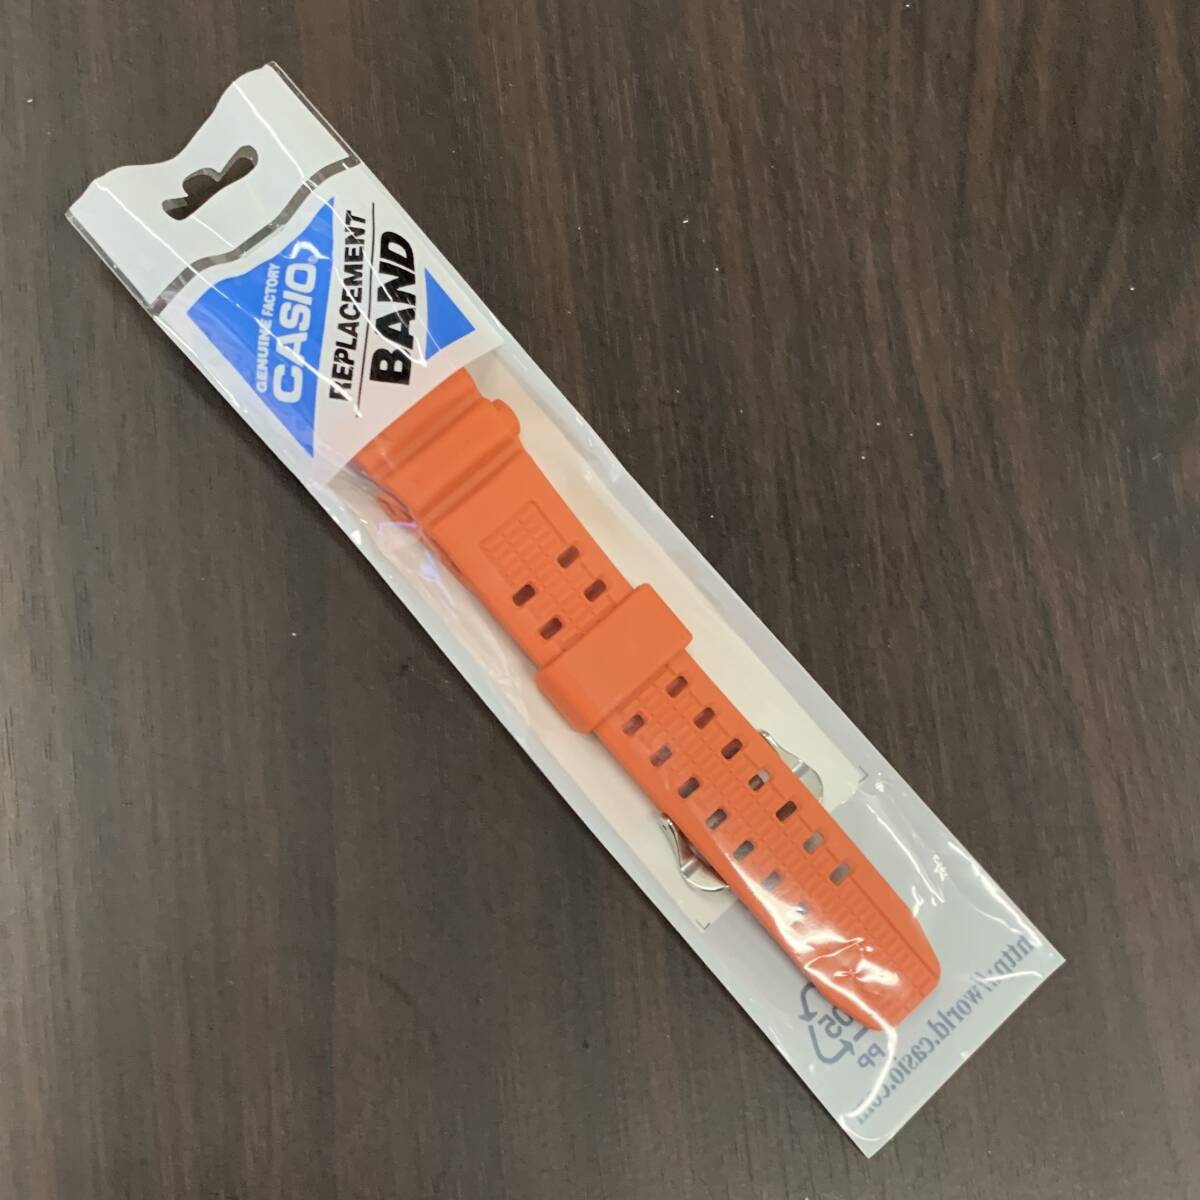 GENUINE FACTORY
CASIO
REPLACEMENT
BAND
http://world.casio.com
05
PP